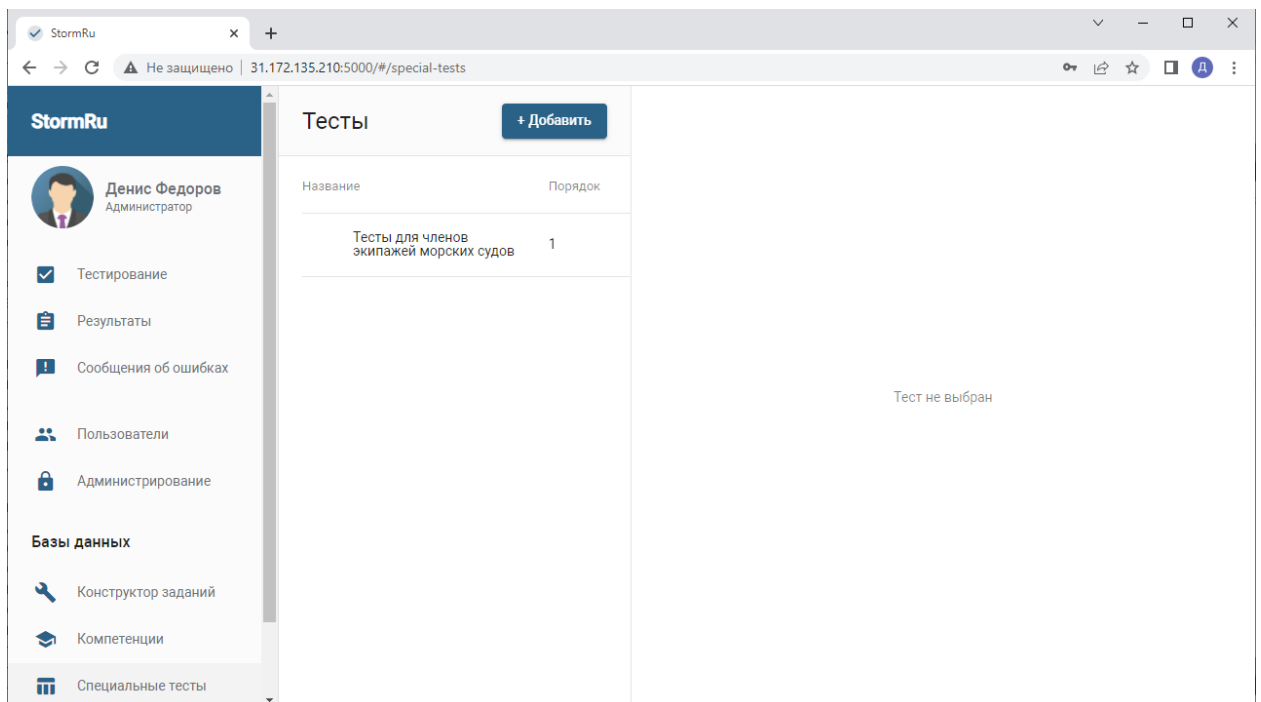 StormRu
Не защищено | 31.172.135.210:5000/#/special-tests
Д
StormRu
Денис Федоров
Администратор
Тестирование
Результаты
Сообщения об ошибках
Пользователи
Администрирование
Базы данных
Конструктор заданий
Компетенции
Специальные тесты
Тесты
+ Добавить
Название Порядок
Тесты для членов
экипажей морских судов 1
Тест не выбран